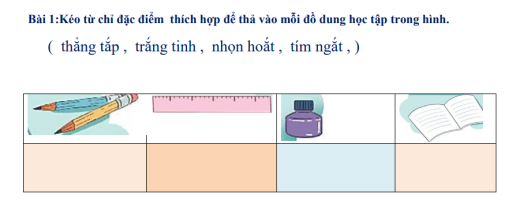 Bài 1:Kéo từ chỉ đặc điểm thích hợp để thả vào mỗi đồ dung học tập trong hình.
( thẳng tắp , trắng tinh , nhọn hoắt , tím ngắt , )